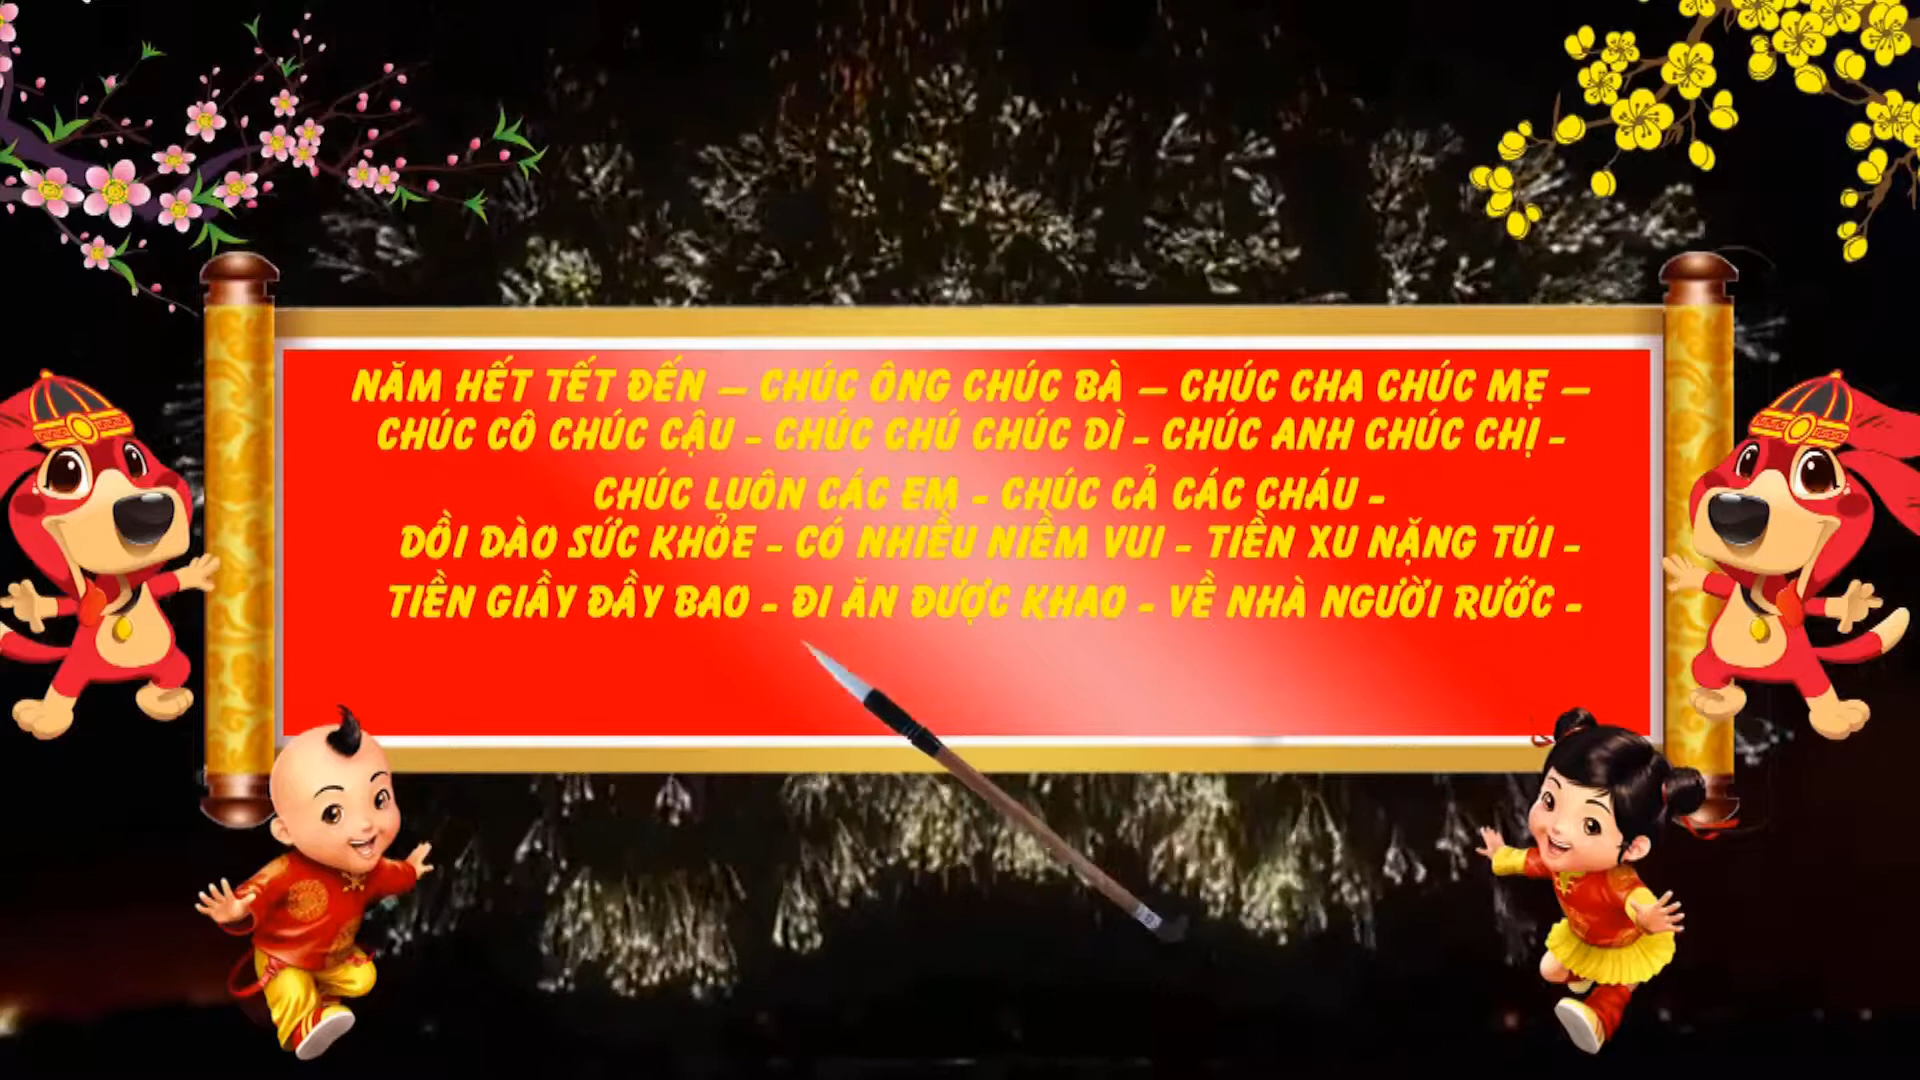 NĂM HẾT TẾT ĐẾN – CHÚC ÔNG CHÚC BÀ – CHÚC CHA CHÚC MẸ –
CHÚC CÔ CHÚC CẬU - CHÚC CHÚ CHÚC DÌ - CHÚC ANH CHÚC CHỊ -
CHÚC LUÔN CÁC EM - CHÚC CẢ CÁC CHÁU -
DỒI DÀO SỨC KHỎE - CÓ NHIỀU NIỀM VUI - TIỀN XU NẶNG TÚI -
TIỀN GIẦY ĐẦY BAO - ĐI ĂN ĐƯỢC KHAO - VỀ NHÀ NGƯỜI RƯỚC -